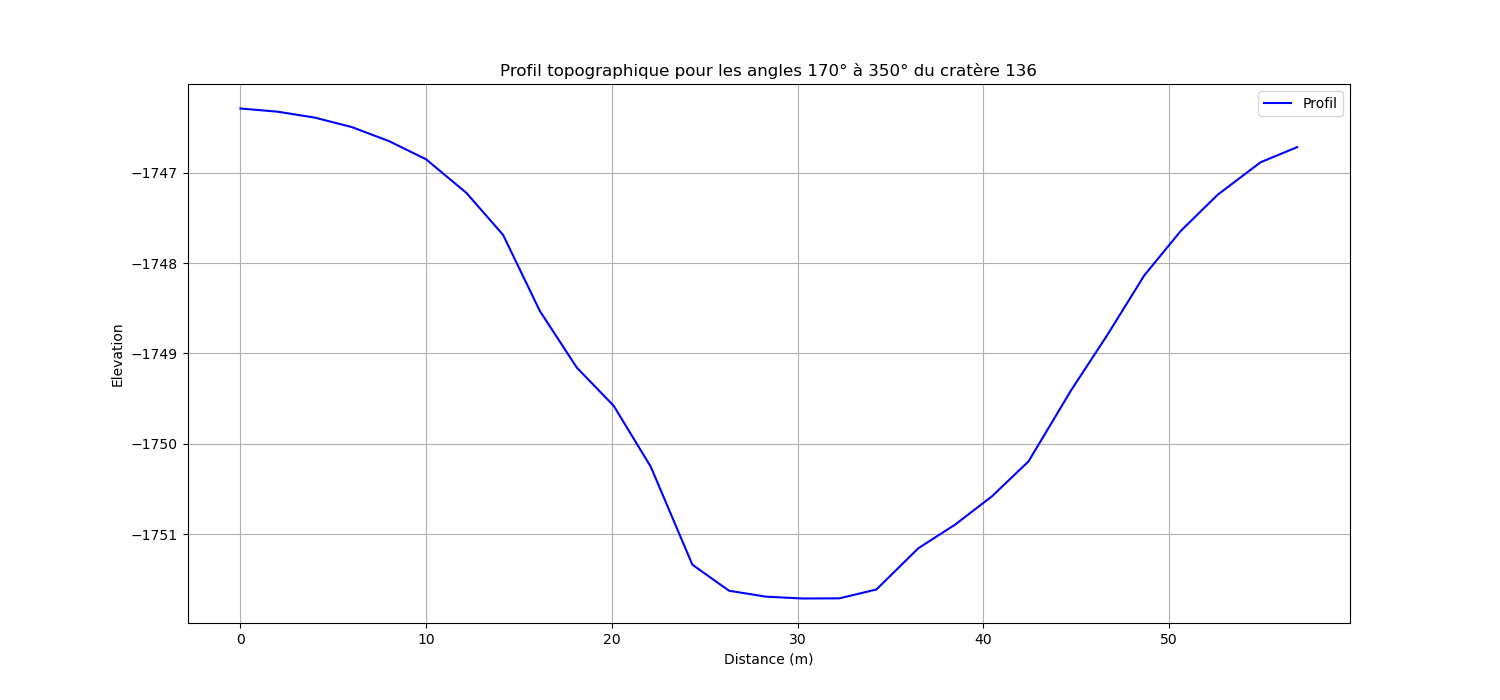 Profil topographique pour les angles 170° à 350° du cratère 136
Profil
−1747
−1748
−1749
−1750
−1751
Elevation
0 10 20 30 40 50
Distance (m)